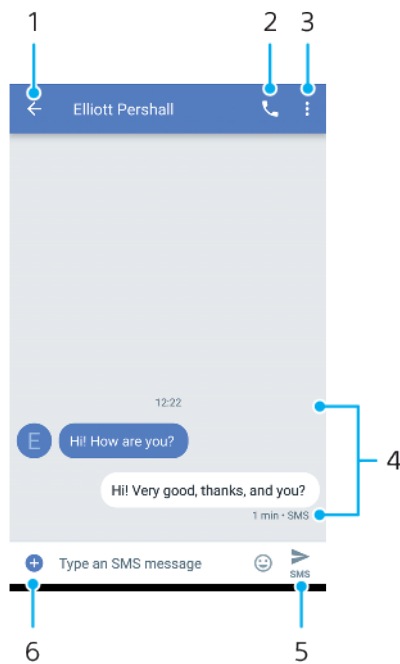 1 2 3
Elliott Pershall
12:22
E Hi! How are you?
Hi! Very good, thanks, and you?
1 min • SMS
4
Type an SMS message
SMS
6 5